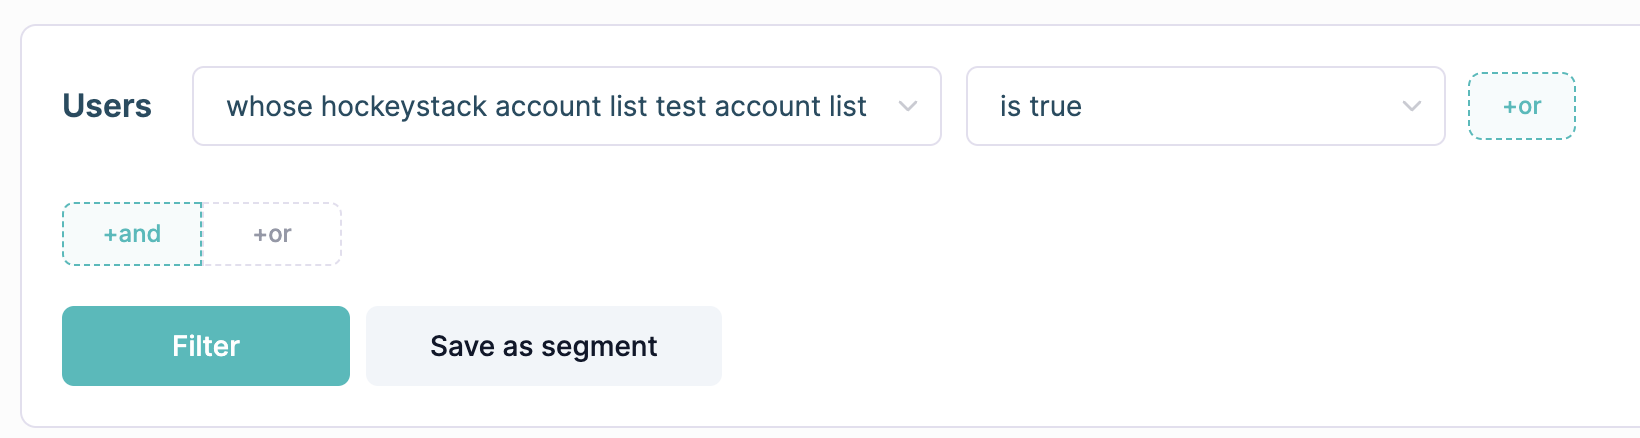 Users whose hockeystack account list test account list is true +or
+and +or
Filter Save as segment